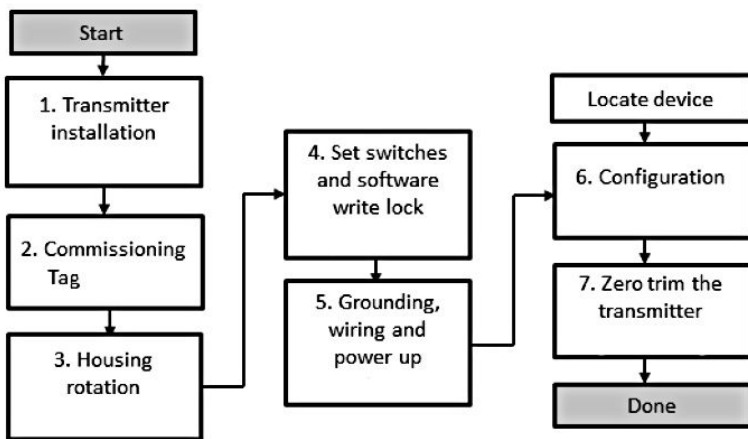 Start
1. Transmitter
installation
2. Commissioning
Tag
3. Housing
rotation
4. Set switches
and software
write lock
5. Grounding,
wiring and
power up
Locate device
6. Configuration
7. Zero trim the
transmitter
Done